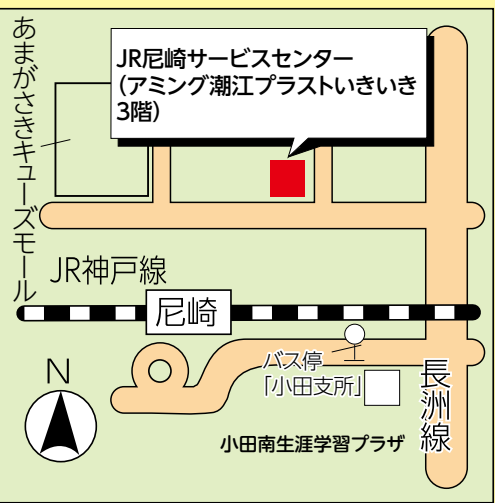 あまがさきキューズモール
JR尼崎サービスセンター
(アミング潮江プラストいきいき
3階)
JR神戸線
尼崎
バス停
「小田支所」
長洲線
N
小田南生涯学習プラザ